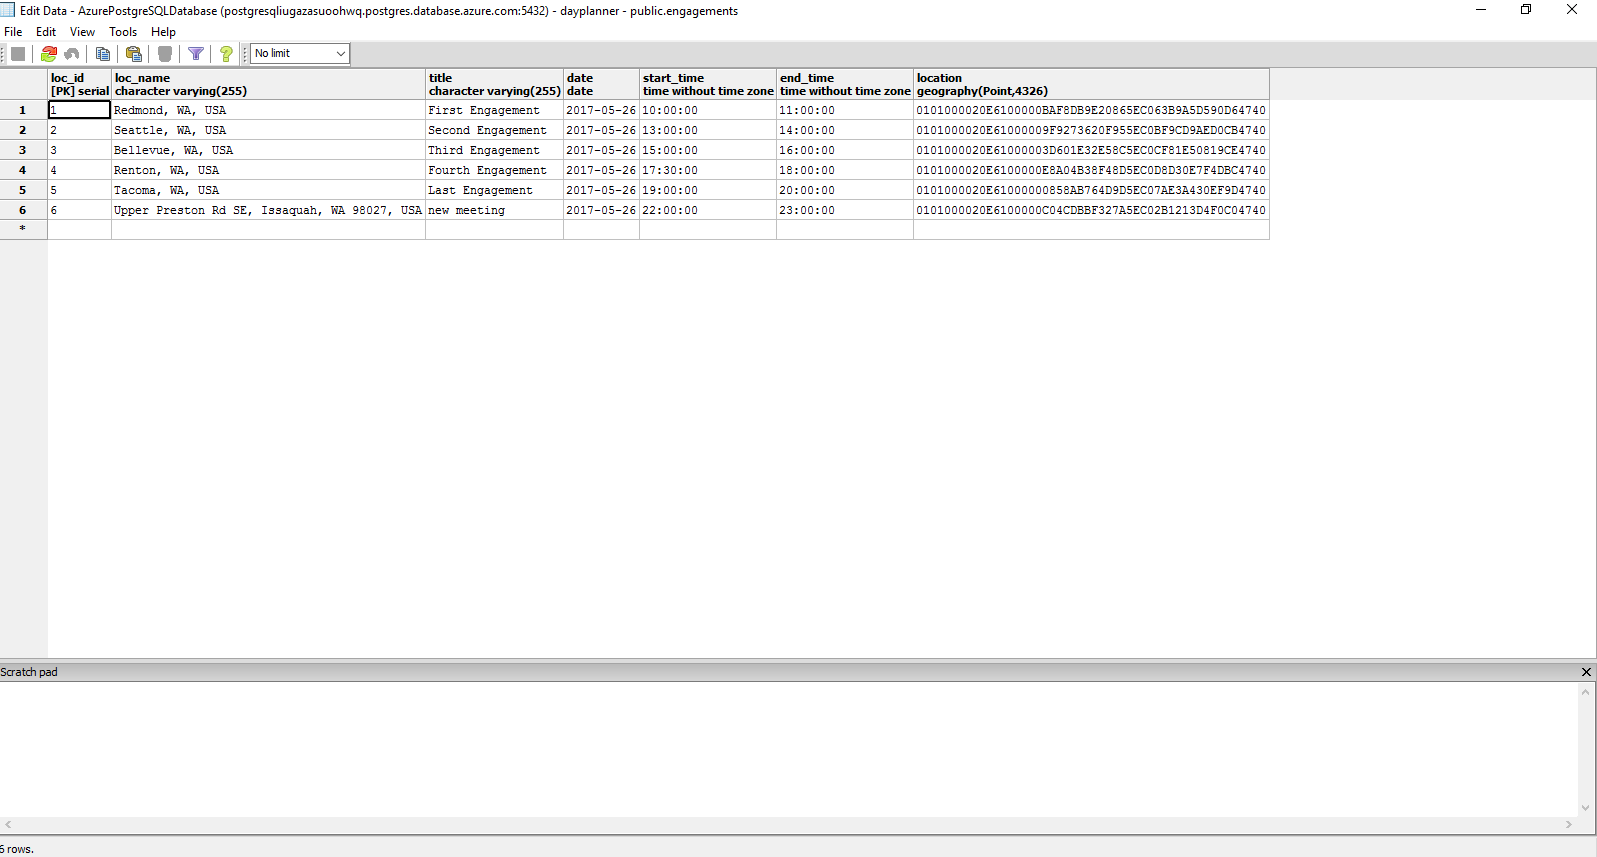 Edit Data - AzurePostgreSQLDatabase (postgresqliugazasuoohwq.postgres.database.azure.com:5432) - dayplanner - public.engagements
File Edit View Tools Help
No limit
loc_id loc_name title date start_time end_time location
[PK] serial character varying(255) character varying(255) date time without time zone time without time zone geography(Point,4326)
1 1 Redmond, WA, USA First Engagement 2017-05-26 10:00:00 11:00:00 0101000020E6100000BAF8DB9E20865EC063B9A5D590D64740
2 2 Seattle, WA, USA Second Engagement 2017-05-26 13:00:00 14:00:00 0101000020E61000009F9273620F955EC0BF9CD9AED0CB4740
3 3 Bellevue, WA, USA Third Engagement 2017-05-26 15:00:00 16:00:00 0101000020E61000003D601E32E58C5EC0CF81E50819CE4740
4 4 Renton, WA, USA Fourth Engagement 2017-05-26 17:30:00 18:00:00 0101000020E6100000E8A04B38F48D5EC0D8D30E7F4DBC4740
5 5 Tacoma, WA, USA Last Engagement 2017-05-26 19:00:00 20:00:00 0101000020E61000000858AB764D9D5EC07AE3A430EF9D4740
6 6 Upper Preston Rd SE, Issaquah, WA 98027, USA new meeting 2017-05-26 22:00:00 23:00:00 0101000020E6100000C04CDBBF327A5EC02B1213D4F0C04740
*
Scratch pad
6 rows.